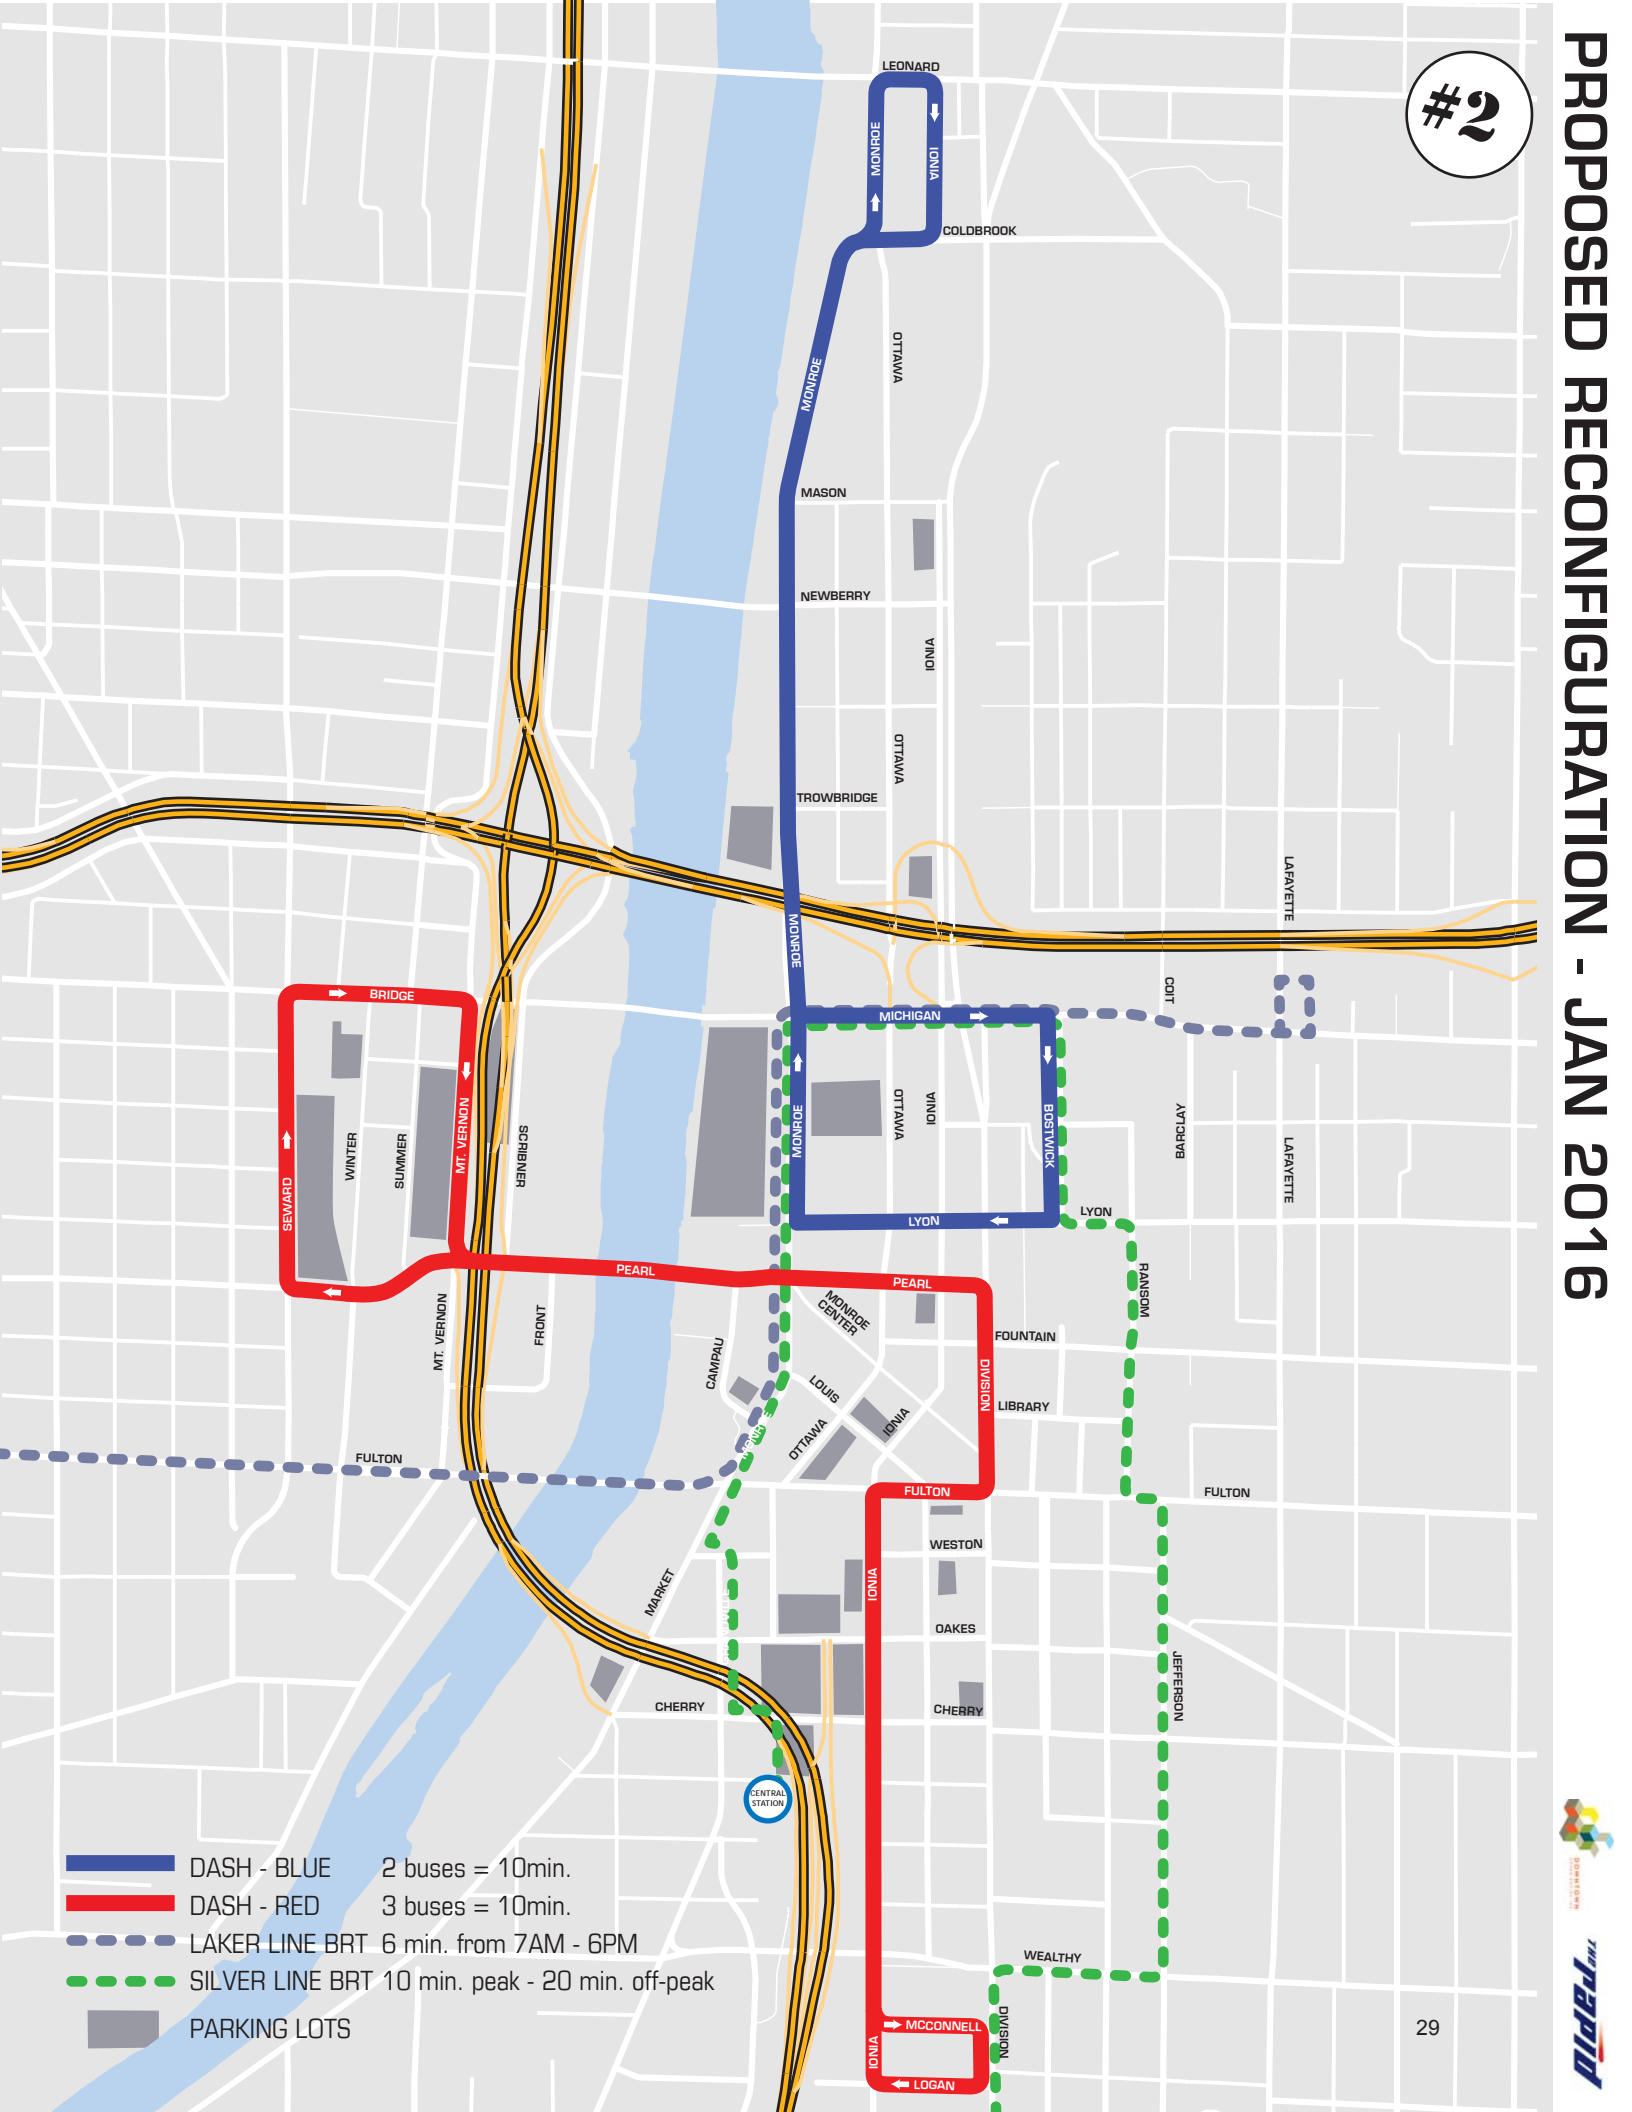 PROPOSED RECONFIGURATION - JAN 2016
#2
LEONARD
MONROE
IONIA
COLDBROOK
OTTAWA
MONROE
MASON
NEWBERRY
IONIA
OTTAWA
TROWBRIDGE
LAFAYETTE
MONROE
COIT
BRIDGE
MICHIGAN
MT. VERNON
WINTER
SUMMER
SCRIBNER
SEWARD
MONROE
OTTAWA
IONIA
BOSTWICK
BARCLAY
LAFAYETTE
LYON
LYON
RANSOM
PEARL
PEARL
MONROE
CENTER
MT. VERNON
FRONT
CAMPAU
FOUNTAIN
DIVISION
LOUIS
LIBRARY
OTTAWA
IONIA
MONROE
FULTON
FULTON
FULTON
WESTON
MARKET
IONIA
OAKES
JEFFERSON
CHERRY
CHERRY
CENTRAL
STATION
WEALTHY
DIVISION
MCCONNELL
IONIA
LOGAN
DASH - BLUE 2 buses = 10min.
DASH - RED 3 buses = 10min.
LAKER LINE BRT 6 min. from 7AM - 6PM
SILVER LINE BRT 10 min. peak - 20 min. off-peak
PARKING LOTS
DOWNTOWN
THE rapid
29